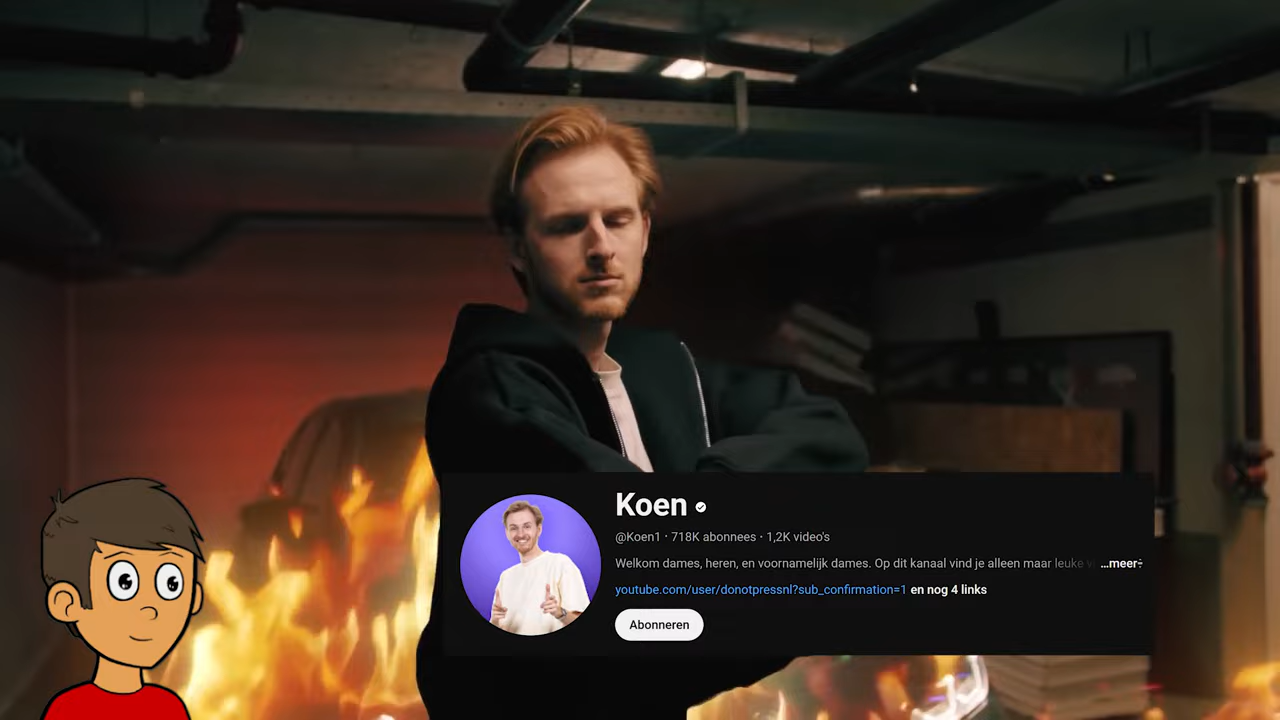 Koen
@Koen1 · 718K abonnees · 1,2K video's
Welkom dames, heren, en voornamelijk dames. Op dit kanaal vind je alleen maar leuke ...meer
youtube.com/user/donotpressnl?sub_confirmation=1 en nog 4 links
Abonneren